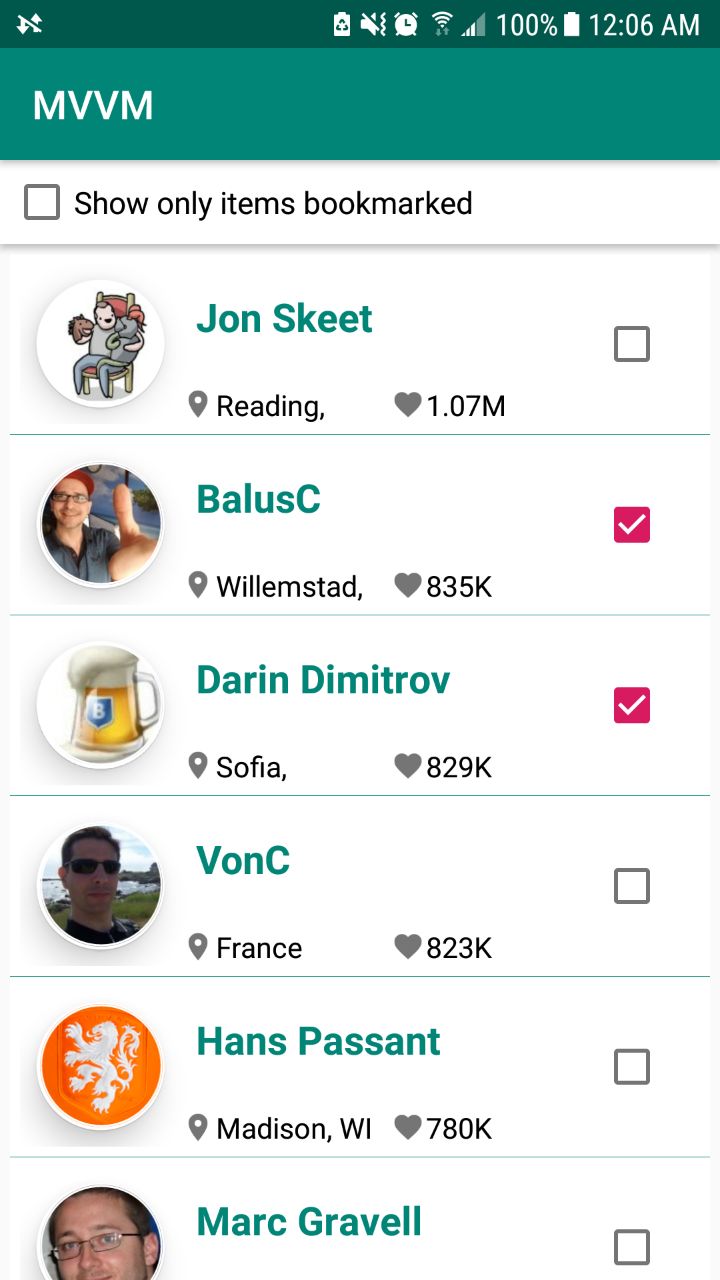 100% 12:06 AM
MVVM
Show only items bookmarked
Jon Skeet
Reading, 1.07M
BalusC
Willemstad, 835K
Darin Dimitrov
Sofia, 829K
B
VonC
France 823K
Hans Passant
Madison, WI 780K
Marc Gravell